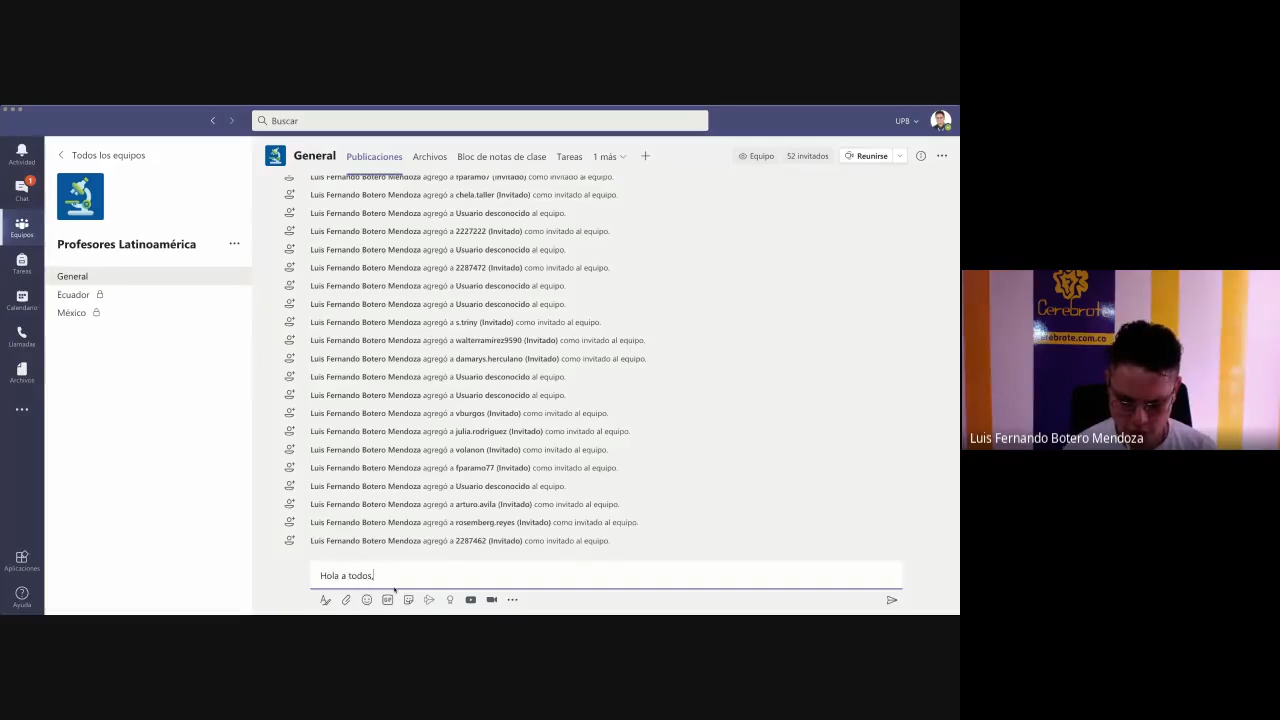 Buscar
UPB
Actividad
1
Chat
Equipos
Tareas
Calendario
Llamadas
Archivos
Aplicaciones
Ayuda
Todos los equipos
Profesores Latinoamérica
General
Ecuador
México
General
Publicaciones
Archivos
Bloc de notas de clase
Tareas
1 más
Equipo
52 invitados
Reunirse
Luis Fernando Botero Mendoza agregó a fparamo7 (Invitado) como invitado al equipo.
Luis Fernando Botero Mendoza agregó a chela.taller (Invitado) como invitado al equipo.
Luis Fernando Botero Mendoza agregó a Usuario desconocido al equipo.
Luis Fernando Botero Mendoza agregó a 2227222 (Invitado) como invitado al equipo.
Luis Fernando Botero Mendoza agregó a Usuario desconocido al equipo.
Luis Fernando Botero Mendoza agregó a 2287472 (Invitado) como invitado al equipo.
Luis Fernando Botero Mendoza agregó a Usuario desconocido al equipo.
Luis Fernando Botero Mendoza agregó a Usuario desconocido al equipo.
Luis Fernando Botero Mendoza agregó a s.triny (Invitado) como invitado al equipo.
Luis Fernando Botero Mendoza agregó a walterramirez9590 (Invitado) como invitado al equipo.
Luis Fernando Botero Mendoza agregó a damarys.herculano (Invitado) como invitado al equipo.
Luis Fernando Botero Mendoza agregó a Usuario desconocido al equipo.
Luis Fernando Botero Mendoza agregó a Usuario desconocido al equipo.
Luis Fernando Botero Mendoza agregó a vburgos (Invitado) como invitado al equipo.
Luis Fernando Botero Mendoza agregó a julia.rodriguez (Invitado) como invitado al equipo.
Luis Fernando Botero Mendoza agregó a volanon (Invitado) como invitado al equipo.
Luis Fernando Botero Mendoza agregó a fparamo77 (Invitado) como invitado al equipo.
Luis Fernando Botero Mendoza agregó a Usuario desconocido al equipo.
Luis Fernando Botero Mendoza agregó a arturo.avila (Invitado) como invitado al equipo.
Luis Fernando Botero Mendoza agregó a rosemberg.reyes (Invitado) como invitado al equipo.
Luis Fernando Botero Mendoza agregó a 2287462 (Invitado) como invitado al equipo.
Hola a todos,
GIF
Cerebrote
cerebrote.com.co
Luis Fernando Botero Mendoza